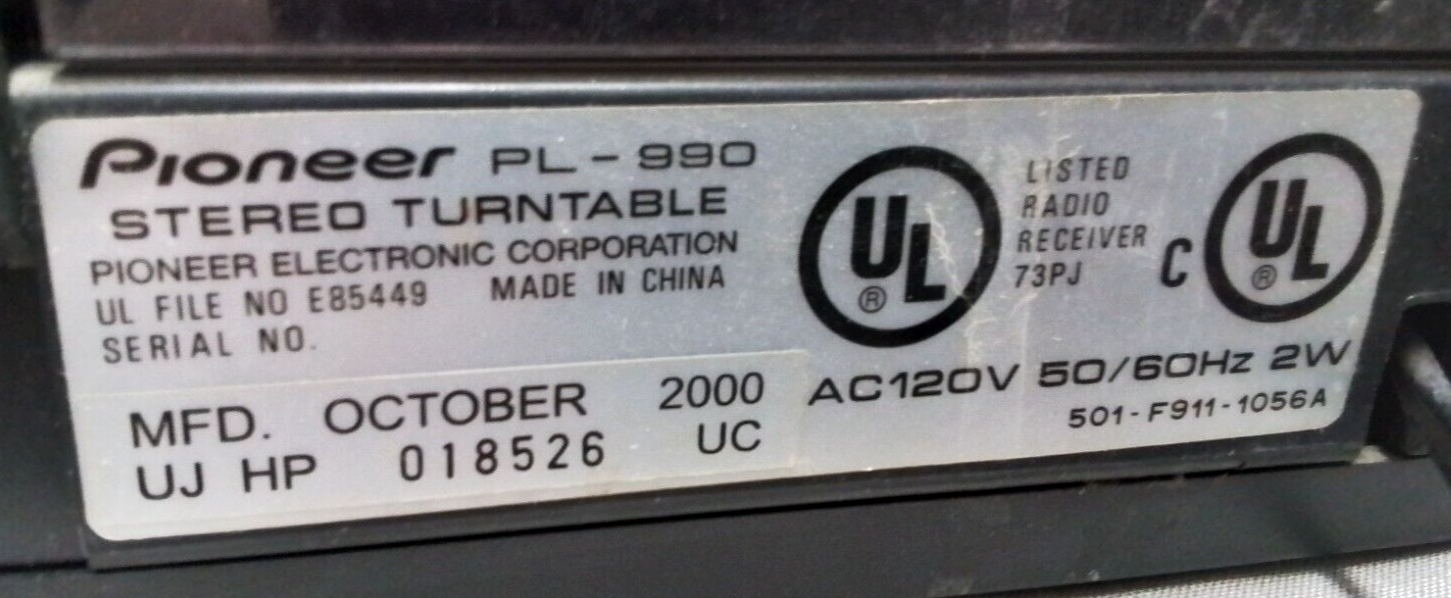 Pioneer PL-990
STEREO TURNTABLE
PIONEER ELECTRONIC CORPORATION
UL FILE NO E85449 MADE IN CHINA
SERIAL NO.
MFD. OCTOBER 2000
UJ HP 018526 UC
UL ®
LISTED
RADIO
RECEIVER
73PJ
C UL ®
AC120V 50/60Hz 2W
501-F911-1056A